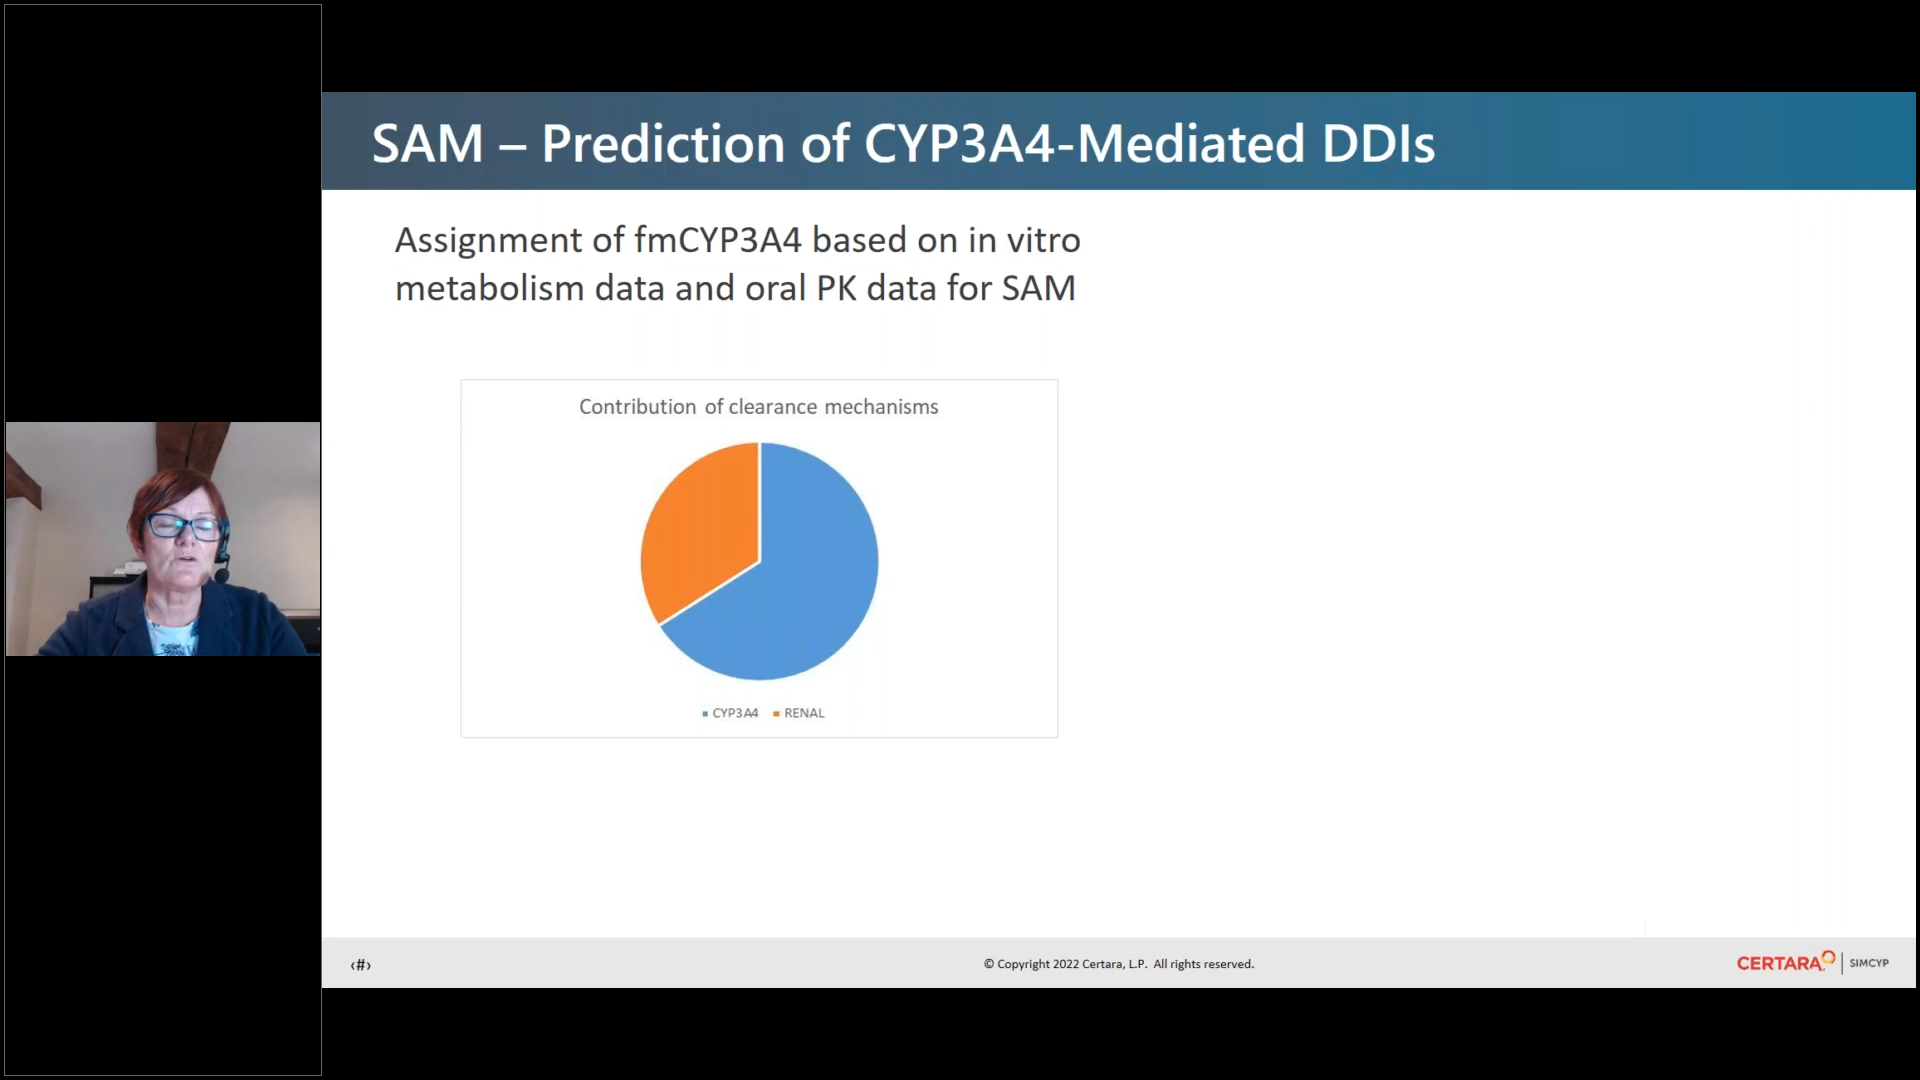 SAM – Prediction of CYP3A4-Mediated DDIs
Assignment of fmCYP3A4 based on in vitro
metabolism data and oral PK data for SAM
Contribution of clearance mechanisms
CYP3A4 RENAL
‹#›
© Copyright 2022 Certara, L.P. All rights reserved.
CERTARA | SIMCYP